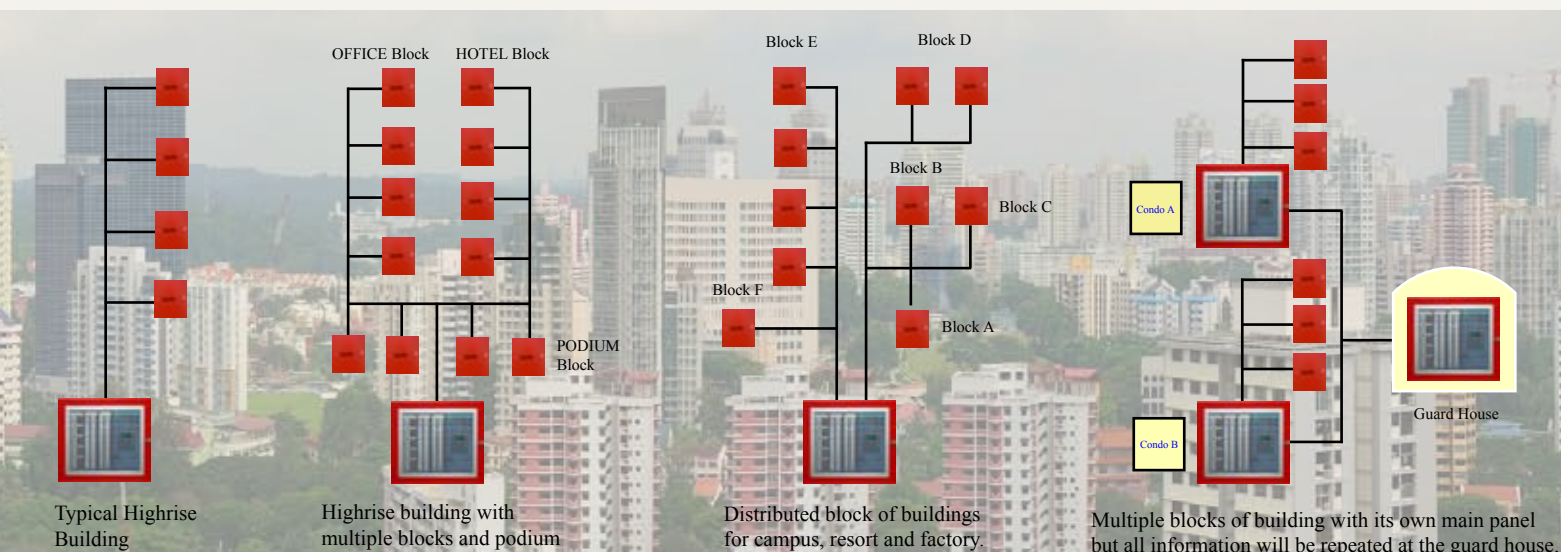 OFFICE Block
HOTEL Block
PODIUM
Block
Block E
Block D
Block B
Block C
Block F
Block A
Condo A
Condo B
Guard House
Typical Highrise
Building
Highrise building with
multiple blocks and podium
Distributed block of buildings
for campus, resort and factory.
Multiple blocks of building with its own main panel
but all information will be repeated at the guard house